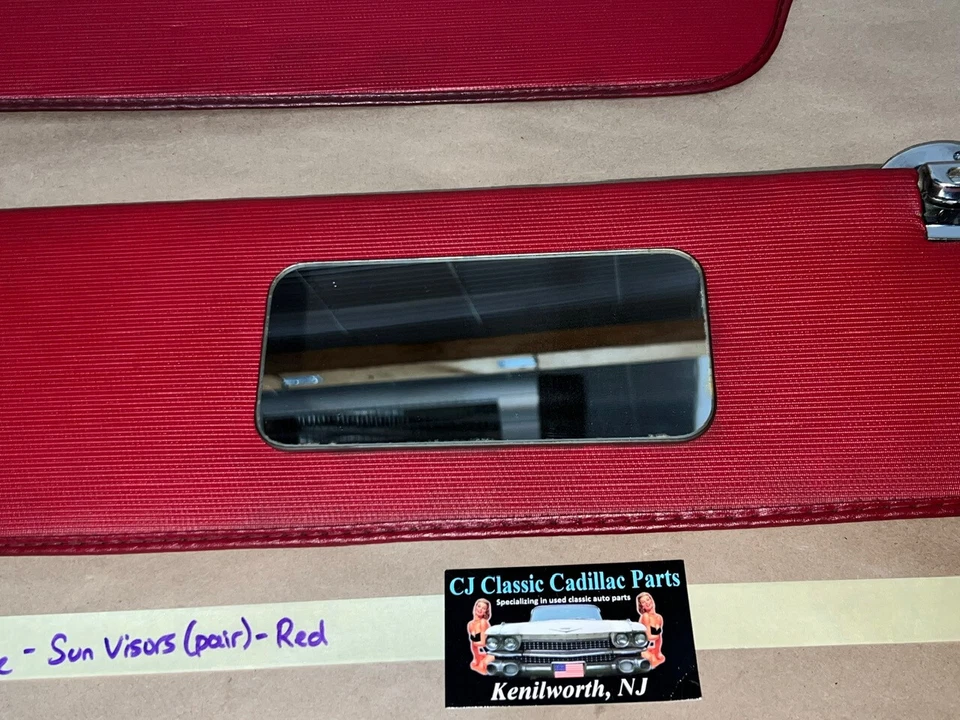 - Sun Visors (pair) - Red
CJ Classic Cadillac Parts
Specializing in used classic auto parts
Kenilworth, NJ